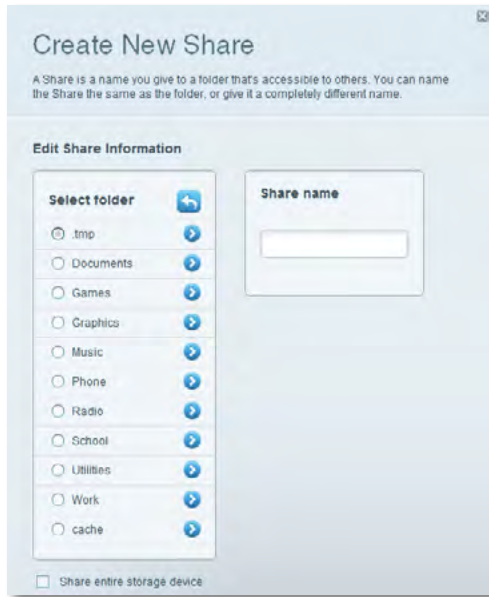 Create New Share
A Share is a name you give to a folder that's accessible to others. You can name
the Share the same as the folder, or give it a completely different name.
Edit Share Information
Select folder
.tmp
Documents
Games
Graphics
Music
Phone
Radio
School
Utilities
Work
cache
Share name
Share entire storage device